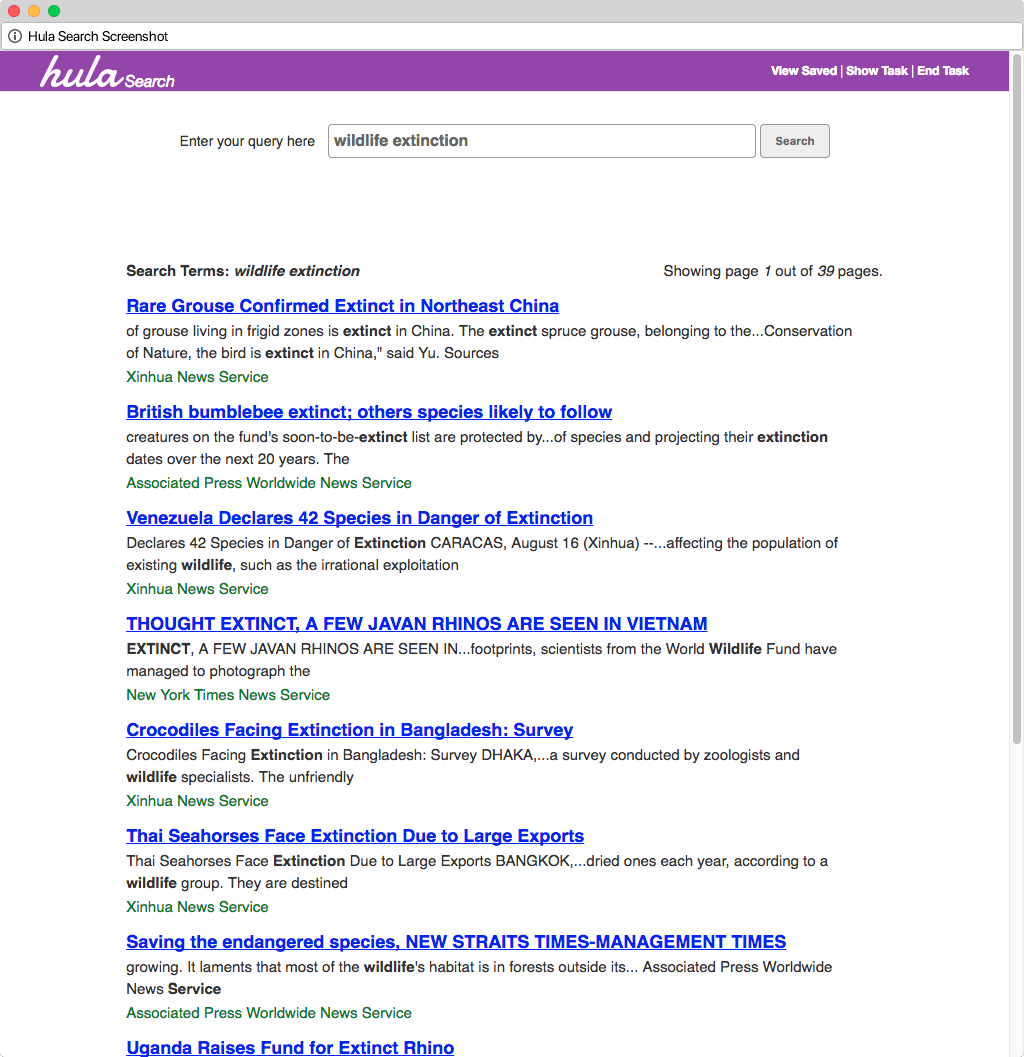 Hula Search Screenshot
hula Search
View Saved | Show Task | End Task
Enter your query here
wildlife extinction
Search
Search Terms: wildlife extinction
Showing page 1 out of 39 pages.
Rare Grouse Confirmed Extinct in Northeast China
of grouse living in frigid zones is extinct in China. The extinct spruce grouse, belonging to the...Conservation
of Nature, the bird is extinct in China," said Yu. Sources
Xinhua News Service
British bumblebee extinct; others species likely to follow
creatures on the fund's soon-to-be-extinct list are protected by...of species and projecting their extinction
dates over the next 20 years. The
Associated Press Worldwide News Service
Venezuela Declares 42 Species in Danger of Extinction
Declares 42 Species in Danger of Extinction CARACAS, August 16 (Xinhua) --...affecting the population of
existing wildlife, such as the irrational exploitation
Xinhua News Service
THOUGHT EXTINCT, A FEW JAVAN RHINOS ARE SEEN IN VIETNAM
EXTINCT, A FEW JAVAN RHINOS ARE SEEN IN...footprints, scientists from the World Wildlife Fund have
managed to photograph the
New York Times News Service
Crocodiles Facing Extinction in Bangladesh: Survey
Crocodiles Facing Extinction in Bangladesh: Survey DHAKA,...a survey conducted by zoologists and
wildlife specialists. The unfriendly
Xinhua News Service
Thai Seahorses Face Extinction Due to Large Exports
Thai Seahorses Face Extinction Due to Large Exports BANGKOK,...dried ones each year, according to a
wildlife group. They are destined
Xinhua News Service
Saving the endangered species, NEW STRAITS TIMES-MANAGEMENT TIMES
growing. It laments that most of the wildlife's habitat is in forests outside its... Associated Press Worldwide
News Service
Associated Press Worldwide News Service
Uganda Raises Fund for Extinct Rhino